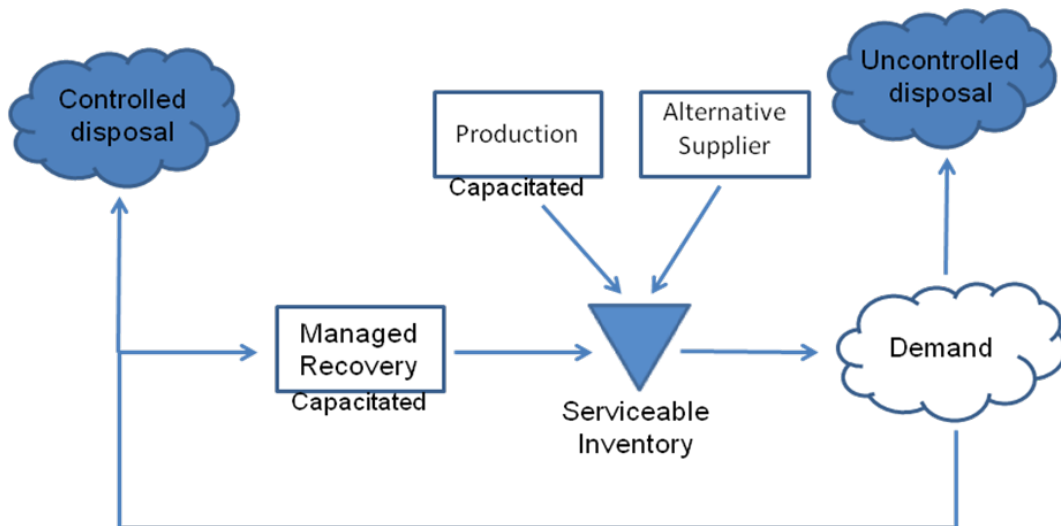 Controlled
disposal
Uncontrolled
disposal
Production
Capacitated
Alternative
Supplier
Managed
Recovery
Capacitated
Serviceable
Inventory
Demand